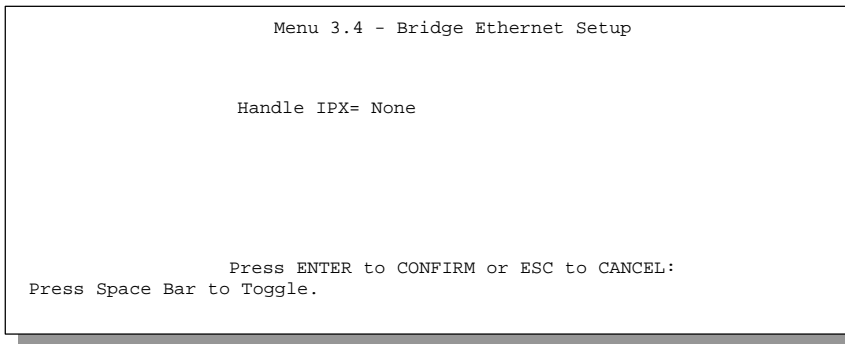 Menu 3.4 - Bridge Ethernet Setup
Handle IPX= None
Press ENTER to CONFIRM or ESC to CANCEL:
Press Space Bar to Toggle.